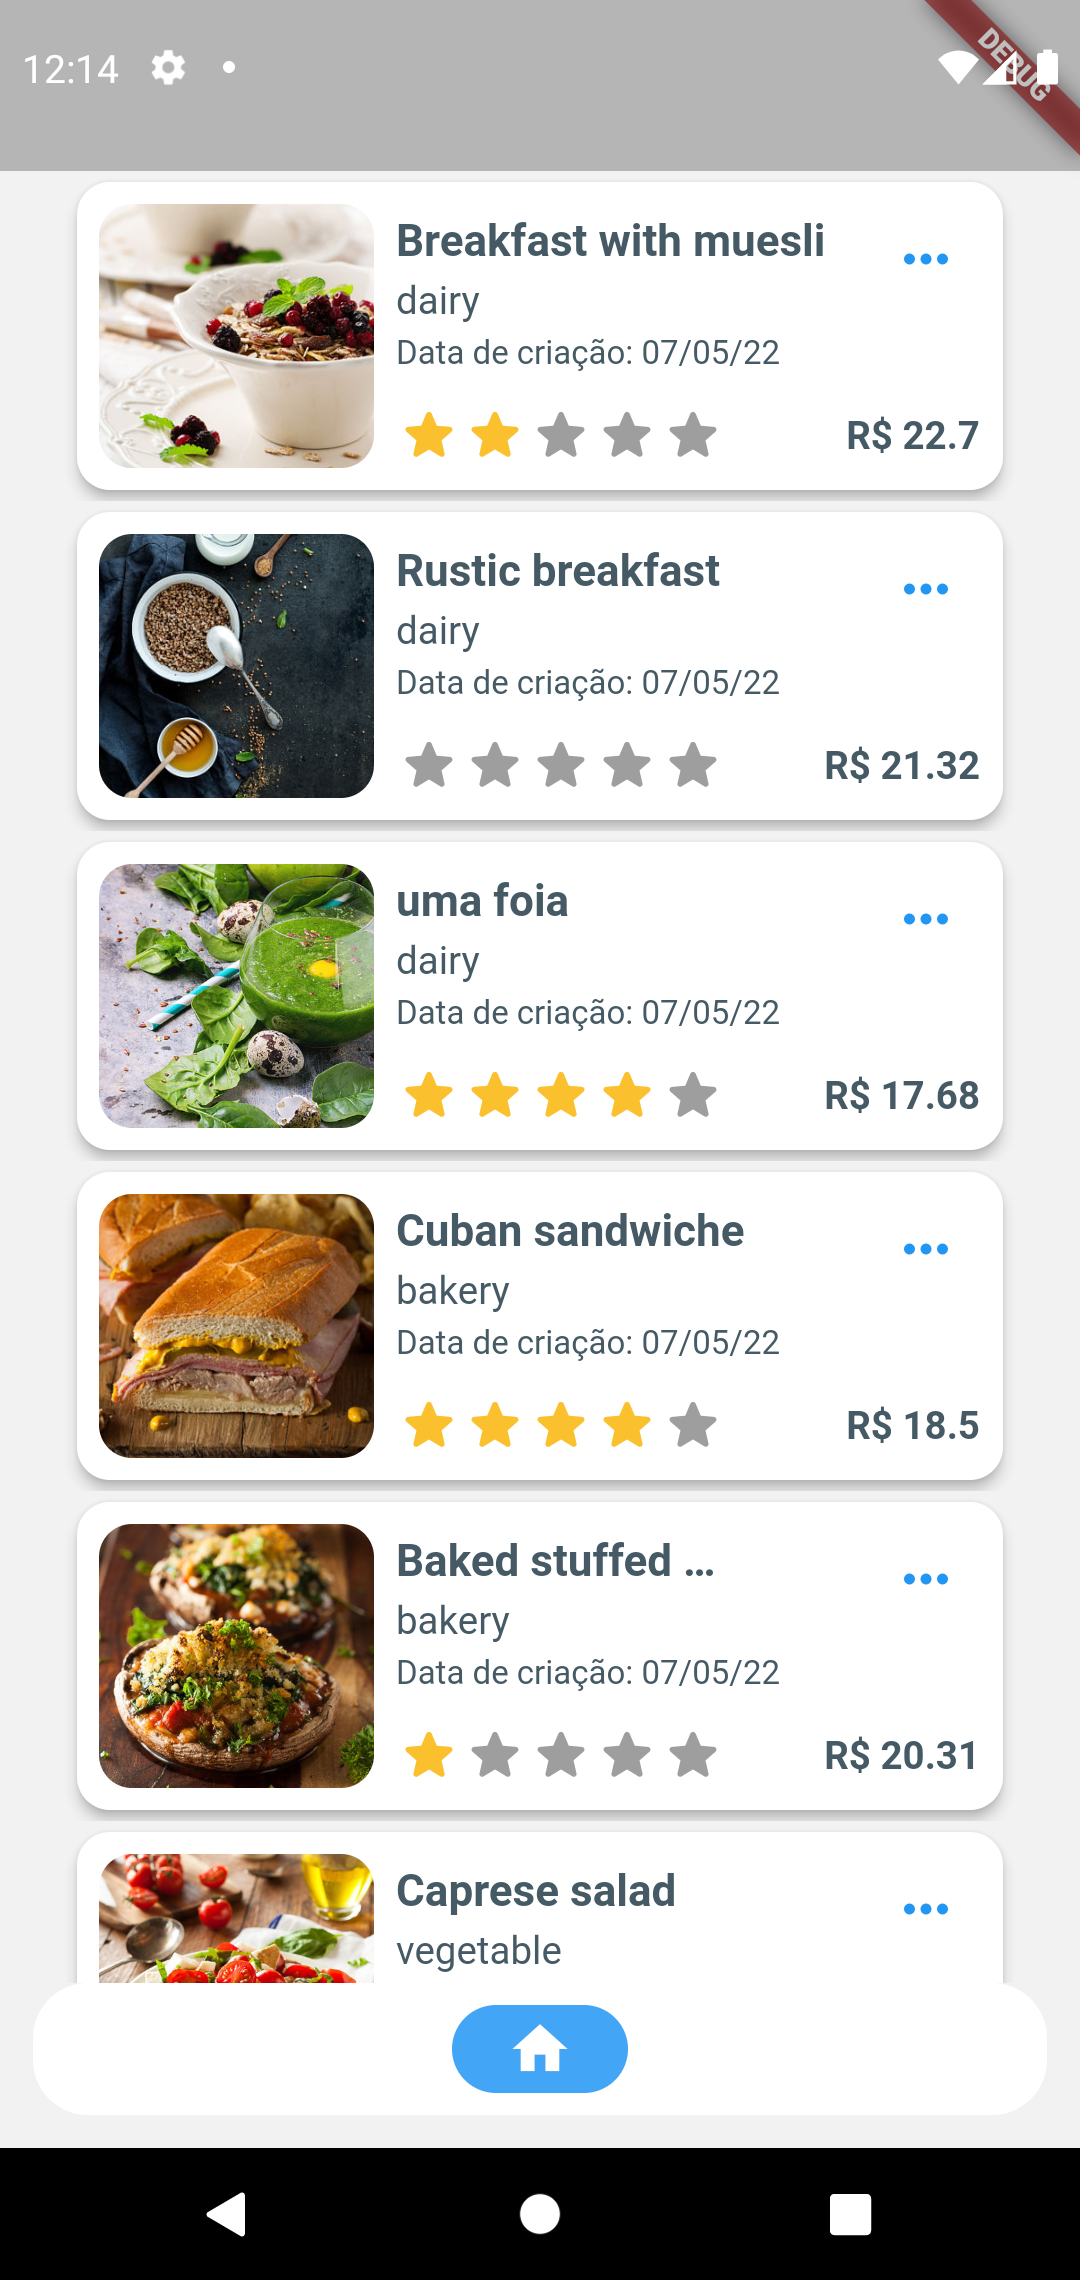 12:14
DEBUG
Breakfast with muesli
dairy
Data de criação: 07/05/22
R$ 22.7
Rustic breakfast
dairy
Data de criação: 07/05/22
R$ 21.32
uma foia
dairy
Data de criação: 07/05/22
R$ 17.68
Cuban sandwiche
bakery
Data de criação: 07/05/22
R$ 18.5
Baked stuffed ...
bakery
Data de criação: 07/05/22
R$ 20.31
Caprese salad
vegetable